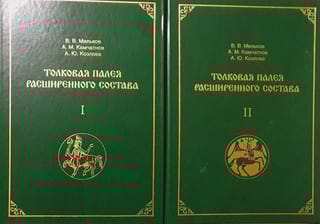 В. В. Мильков
А. М. Камчатнов
А. Ю. Козлова
ТОЛКОВАЯ ПАЛЕЯ
РАСШИРЕННОГО СОСТАВА
I
В. В. Мильков
А. М. Камчатнов
А. Ю. Козлова
ТОЛКОВАЯ ПАЛЕЯ
РАСШИРЕННОГО СОСТАВА
II